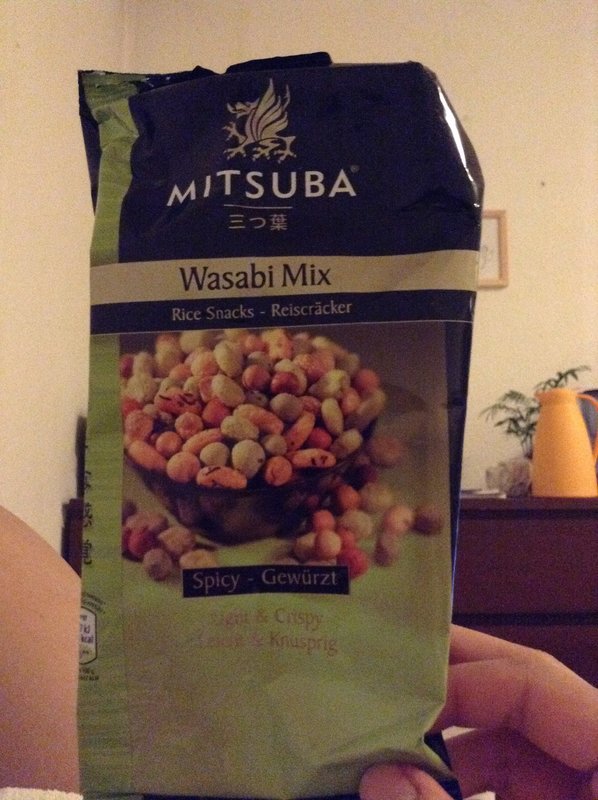 MITSUBA®
三つ葉
Wasabi Mix
Rice Snacks - Reiscräcker
Spicy - Gewürzt
Light & Crispy
Leicht & Knusprig